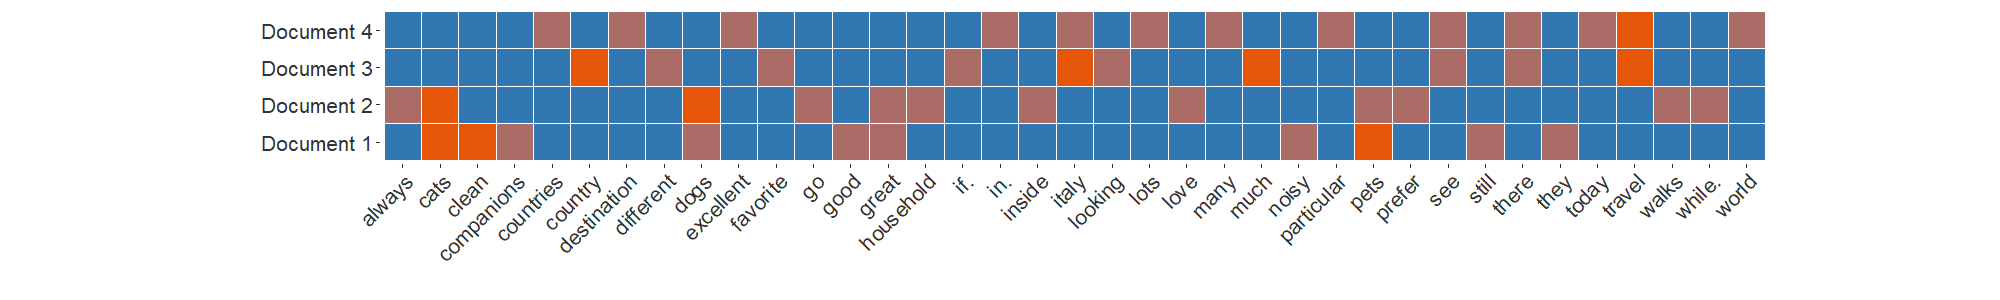 Document 4
Document 3
Document 2
Document 1
always
cats
clean
companions
countries
country
destination
different
dogs
excellent
favorite
go
good
great
household
if.
in.
inside
italy
looking
lots
love
many
much
noisy
particular
pets
prefer
see
still
there
they
today
travel
walks
while.
world